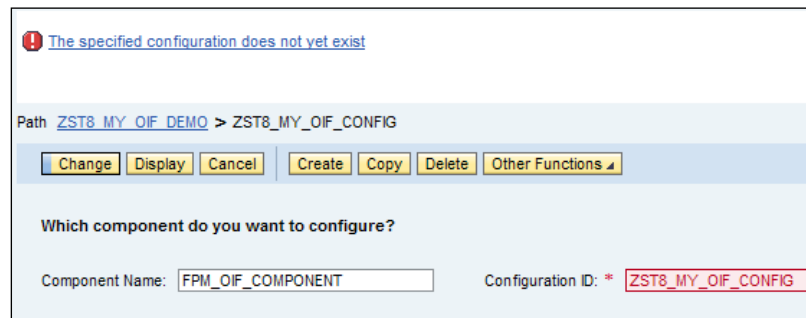 The specified configuration does not yet exist
Path ZST8_MY_OIF_DEMO > ZST8_MY_OIF_CONFIG
Change Display Cancel Create Copy Delete Other Functions
Which component do you want to configure?
Component Name: FPM_OIF_COMPONENT Configuration ID: * ZST8_MY_OIF_CONFIG